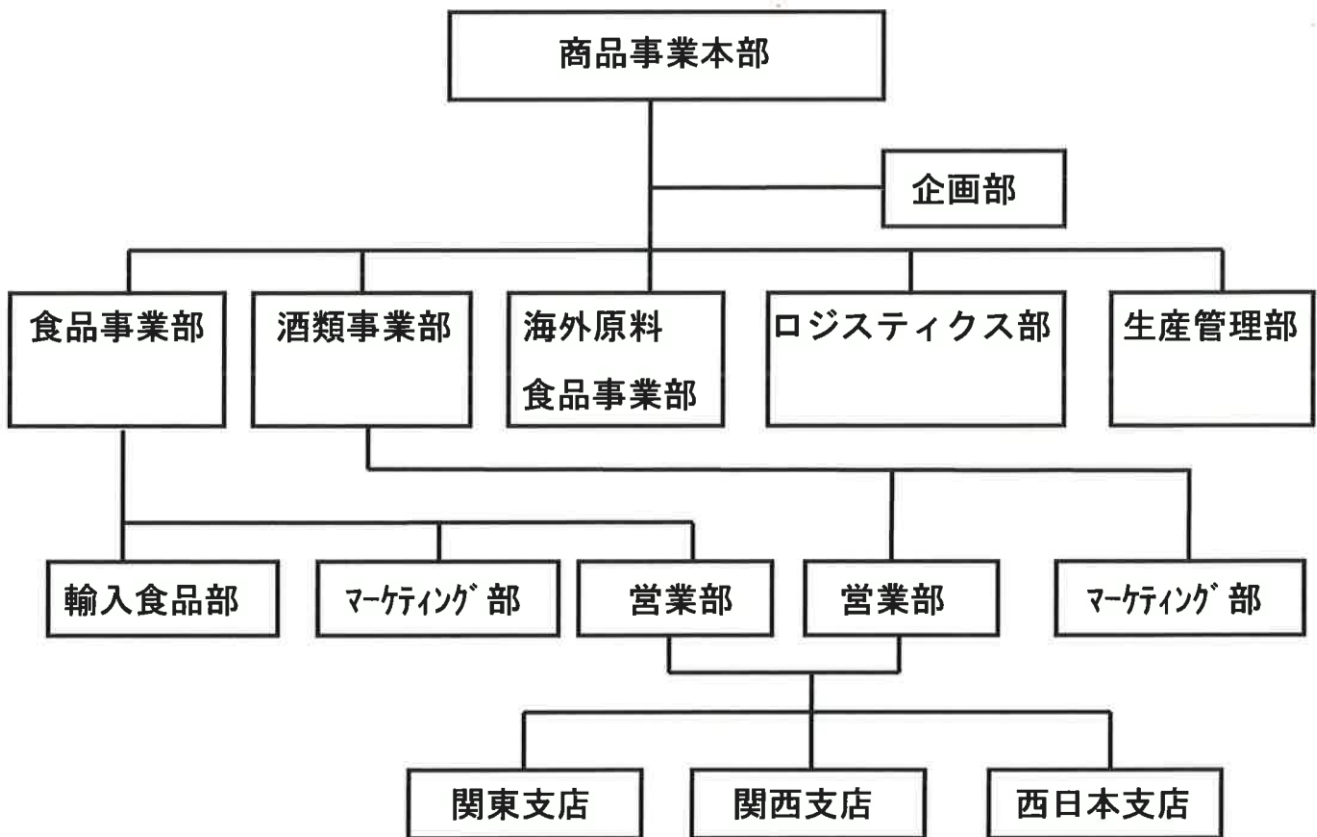 商品事業本部
企画部
食品事業部
酒類事業部
海外原料
食品事業部
ロジスティクス部
生産管理部
輸入食品部
ﾏｰｹﾃｨﾝｸﾞ部
営業部
営業部
ﾏｰｹﾃｨﾝｸﾞ部
関東支店
関西支店
西日本支店